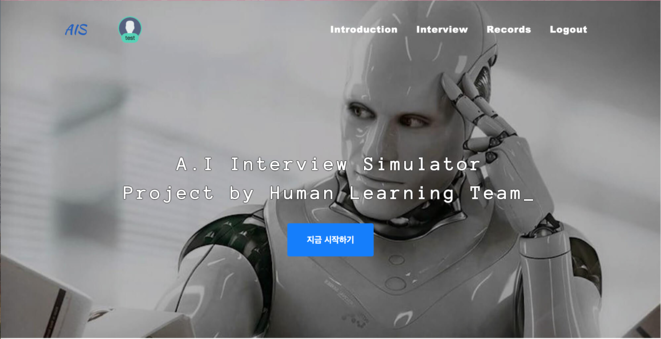 AIS
test
Introduction Interview Records Logout
A.I Interview Simulator
Project by Human Learning Team_
지금 시작하기